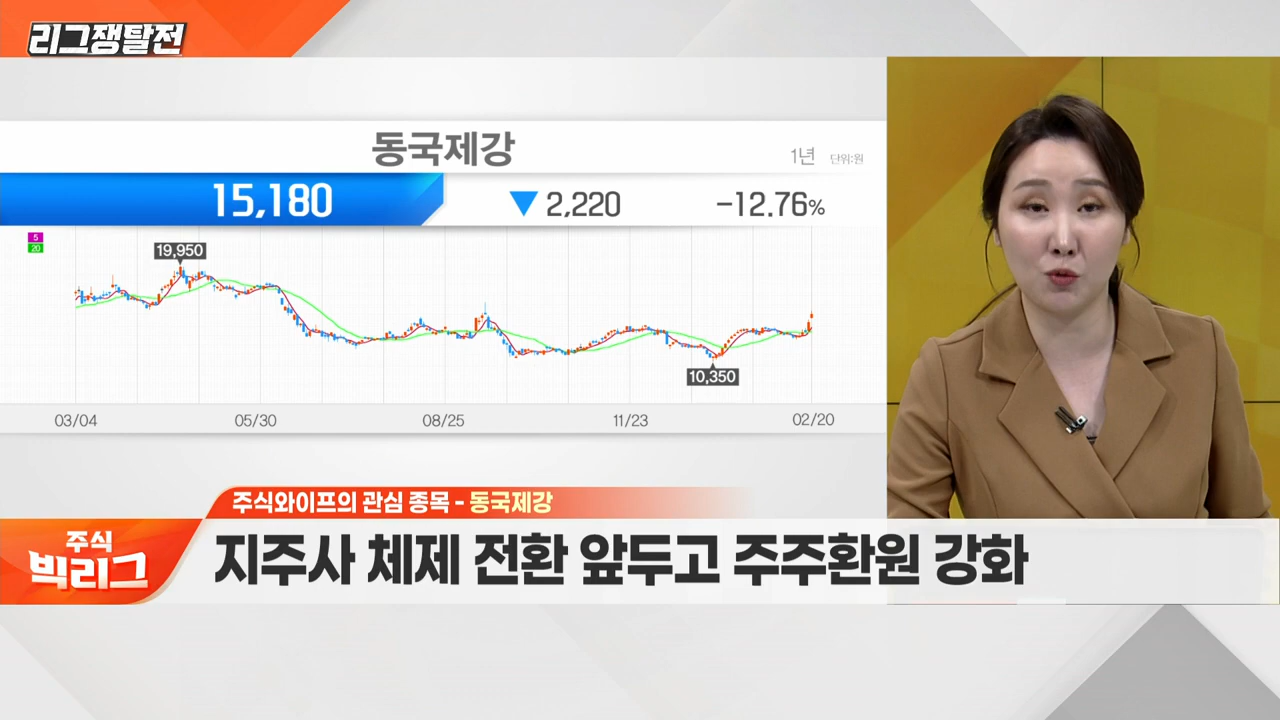 리그쟁탈전
동국제강
1년 단위:원
15,180 ▼ 2,220 -12.76%
5
20
19,950
10,350
03/04 05/30 08/25 11/23 02/20
주식와이프의 관심 종목 - 동국제강
주식
빅리그
지주사 체제 전환 앞두고 주주환원 강화